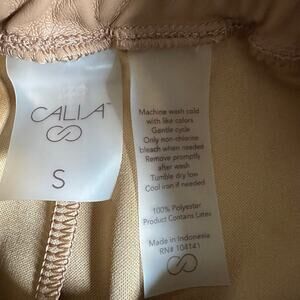 CALIA™
S
Machine wash cold
with like colors
Gentle cycle
Only non-chlorine
bleach when needed
Remove promptly
after wash
Tumble dry low
Cool iron if needed
100% Polyester
Product Contains Latex
Made in Indonesia
RN# 104141